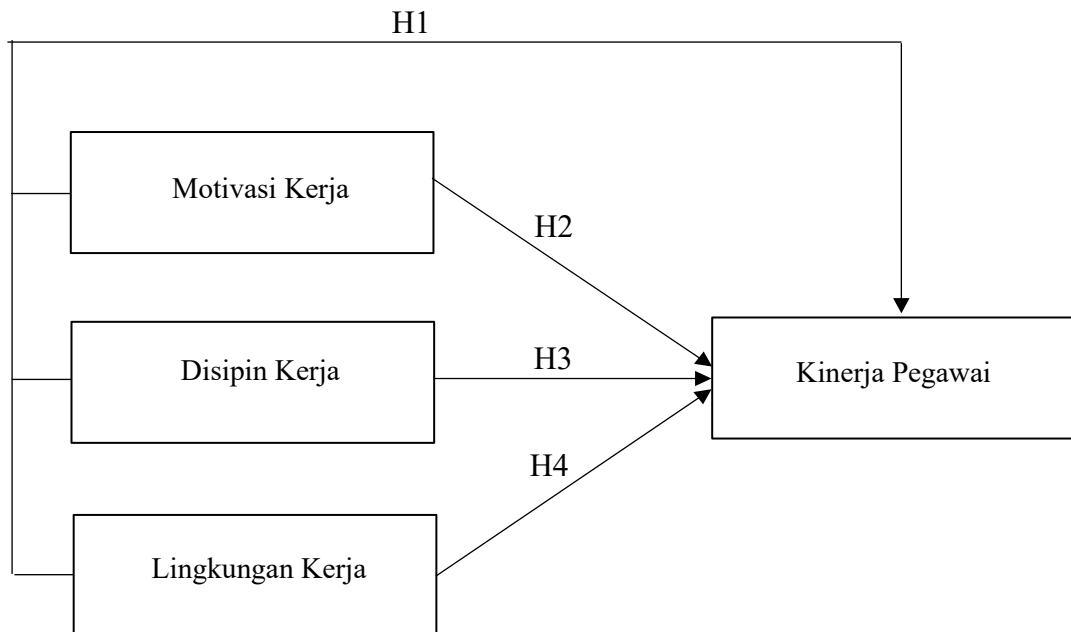 H1
Motivasi Kerja
H2
Disipin Kerja
H3
Kinerja Pegawai
H4
Lingkungan Kerja